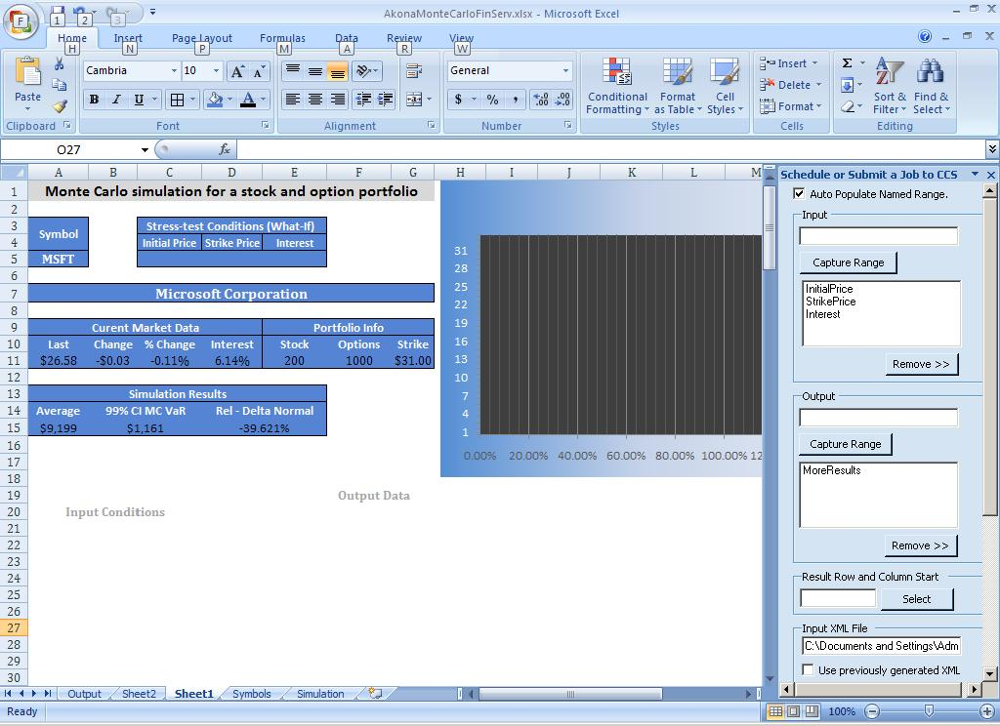 AkonaMonteCarloFinServ.xlsx - Microsoft Excel
F 1 2 3
Home Insert Page Layout Formulas Data Review View
H N P M A R W
Cambria 10 A A General Insert Σ
Paste B I U A $ % , .0 .00 .00 .0 Conditional Formatting Format as Table Cell Styles Delete Format Sort & Filter Find & Select
Clipboard Font Alignment Number Styles Cells Editing
O27 fx
A B C D E F G H I J K L M
1 Monte Carlo simulation for a stock and option portfolio
2
3 Symbol Stress-test Conditions (What-If)
4 Initial Price Strike Price Interest
5 MSFT
6
7 Microsoft Corporation
8
9 Curent Market Data Portfolio Info
10 Last Change % Change Interest Stock Options Strike
11 $26.58 -$0.03 -0.11% 6.14% 200 1000 $31.00
12
13 Simulation Results
14 Average 99% CI MC VaR Rel - Delta Normal
15 $9,199 $1,161 -39.621%
16
17
18
19 Output Data
20 Input Conditions
21
22
23
24
25
26
27
28
29
30
31
28
25
22
19
16
13
10
7
4
1
0.00% 20.00% 40.00% 60.00% 80.00% 100.00% 12
Schedule or Submit a Job to CCS
Auto Populate Named Range.
Input
Capture Range
InitialPrice
StrikePrice
Interest
Remove >>
Output
Capture Range
MoreResults
Remove >>
Result Row and Column Start
Select
Input XML File
C:\Documents and Settings\Adm
Use previously generated XML
Output Sheet2 Sheet1 Symbols Simulation
Ready 100%